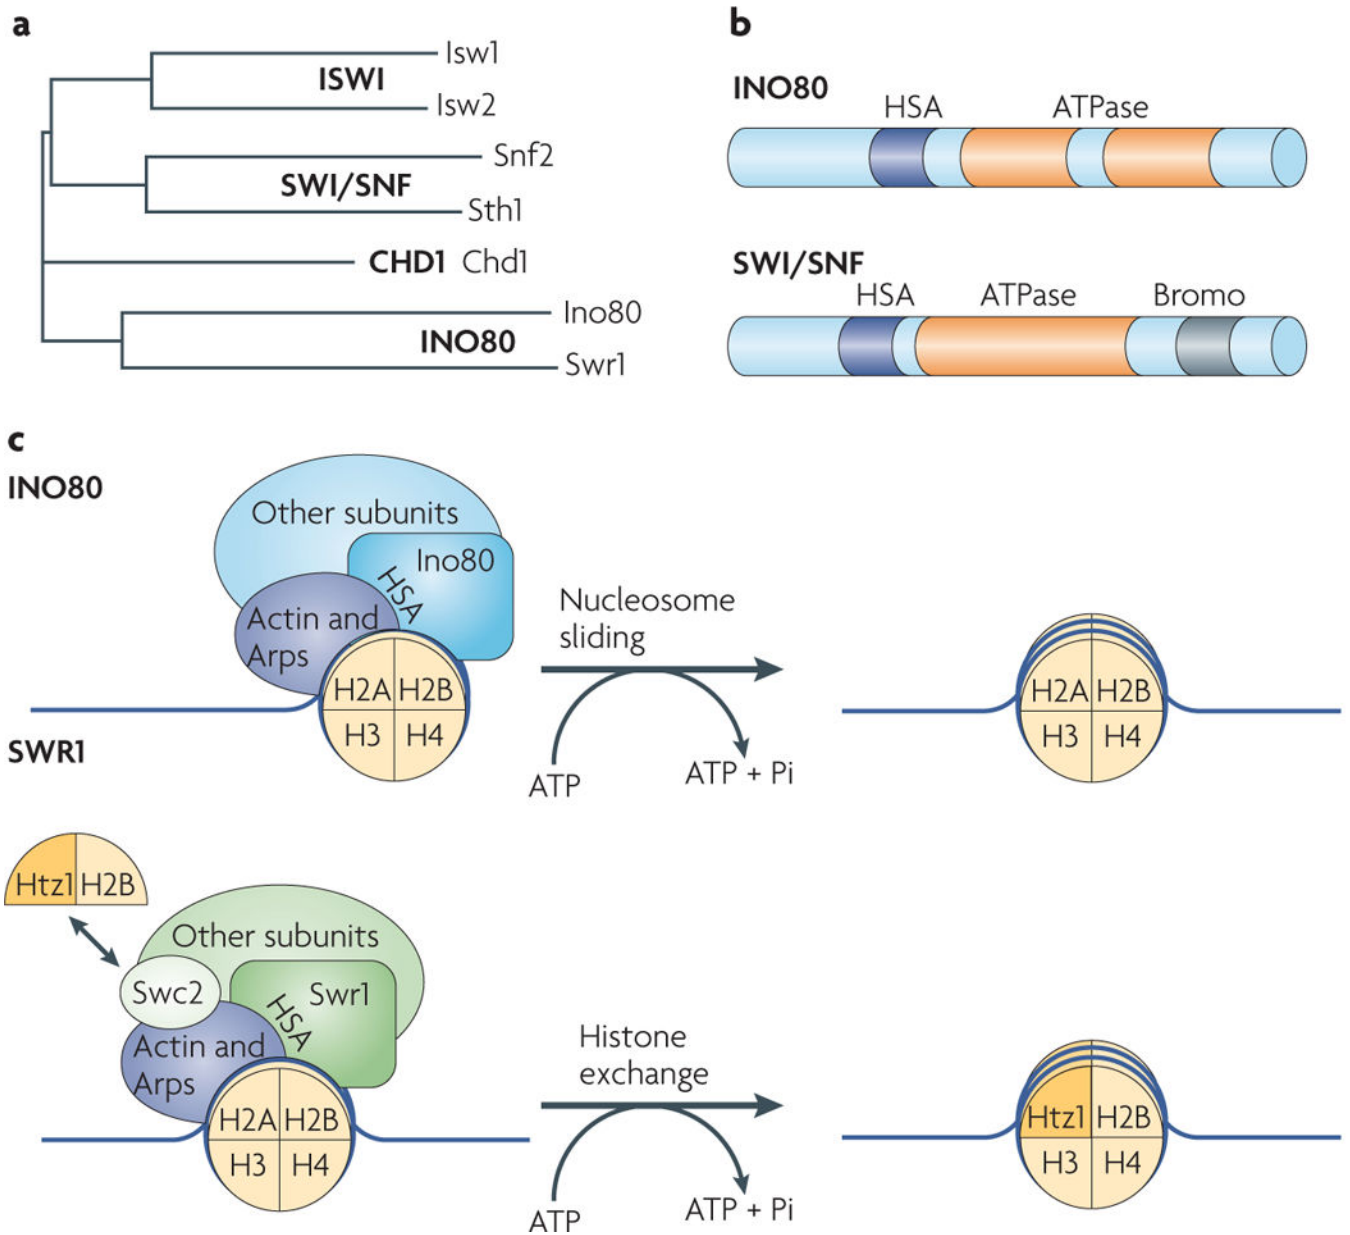 a
Isw1
ISWI
Isw2
Snf2
SWI/SNF
Sth1
CHD1 Chd1
Ino80
INO80
Swr1
b
INO80
HSA ATPase
SWI/SNF
HSA ATPase Bromo
c
INO80
Other subunits
Ino80
HSA
Actin and
Arps
H2A H2B
H3 H4
Nucleosome
sliding
ATP
ATP + Pi
H2A H2B
H3 H4
SWR1
Htz1 H2B
Other subunits
Swc2
Swr1
HSA
Actin and
Arps
H2A H2B
H3 H4
Histone
exchange
ATP
ATP + Pi
Htz1 H2B
H3 H4